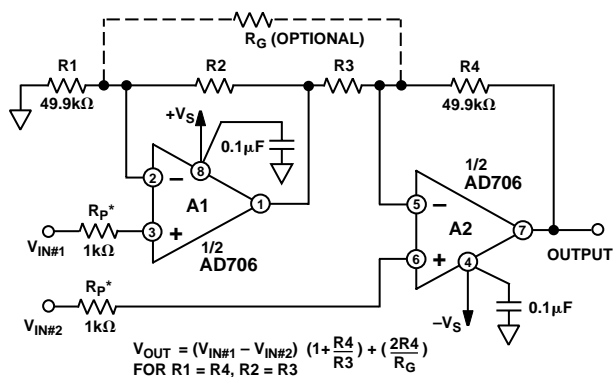 R_G (OPTIONAL)
R1
49.9kΩ
R2
R3
R4
49.9kΩ
+V_S
0.1μF
8
2
−
A1
1
3
+
1/2
AD706
V_IN#1
R_P*
1kΩ
1/2
AD706
5
−
A2
7
6
+
4
OUTPUT
V_IN#2
R_P*
1kΩ
−V_S
0.1μF
V_OUT = (V_IN#1 − V_IN#2) (1+ R4/R3) + (2R4/R_G)
FOR R1 = R4, R2 = R3